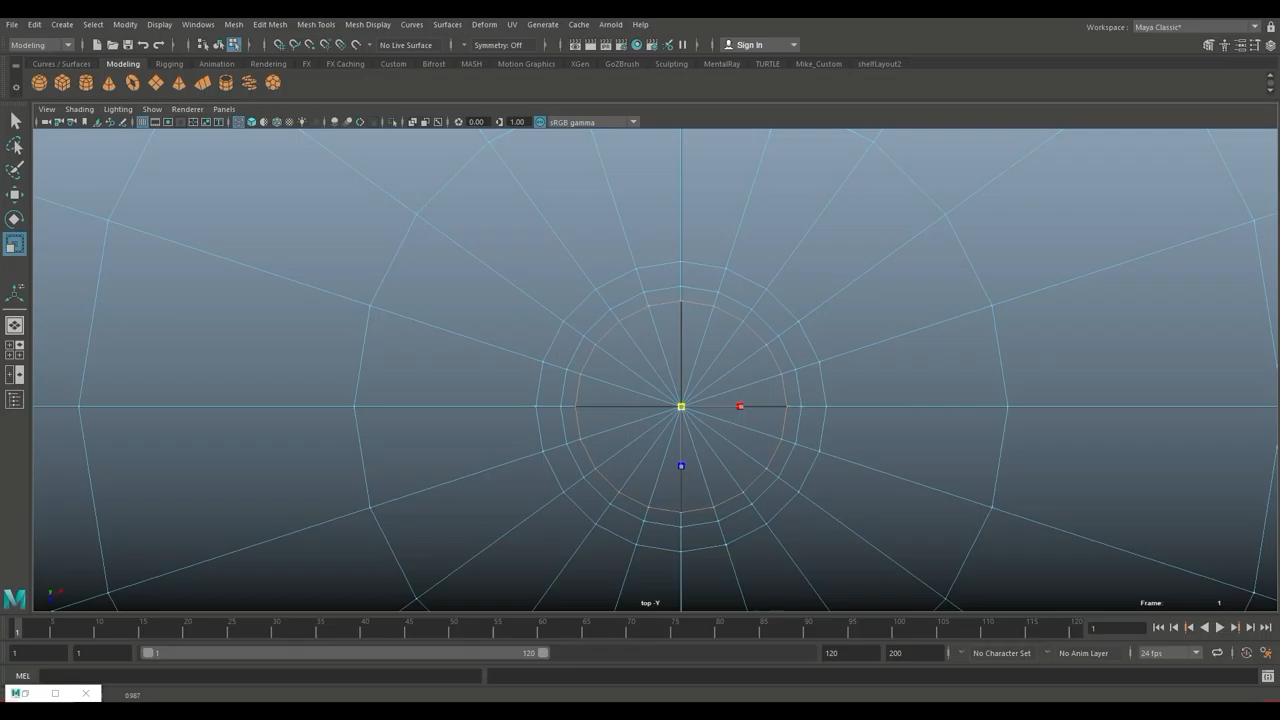 File Edit Create Select Modify Display Windows Mesh Edit Mesh Mesh Tools Mesh Display Curves Surfaces Deform UV Generate Cache Arnold Help
Workspace : Maya Classic*
Modeling No Live Surface Symmetry: Off Sign In
Curves / Surfaces Modeling Rigging Animation Rendering FX FX Caching Custom Bifrost MASH Motion Graphics XGen GoZBrush Sculpting MentalRay TURTLE Mike_Custom shelfLayout2
View Shading Lighting Show Renderer Panels
0.00 1.00 sRGB gamma
top -Y Frame: 1
5 10 15 20 25 30 35 40 45 50 55 60 65 70 75 80 85 90 95 100 105 110 115 120
1 1
1 1 1 120 120 200 No Character Set No Anim Layer 24 fps
MEL
0.987